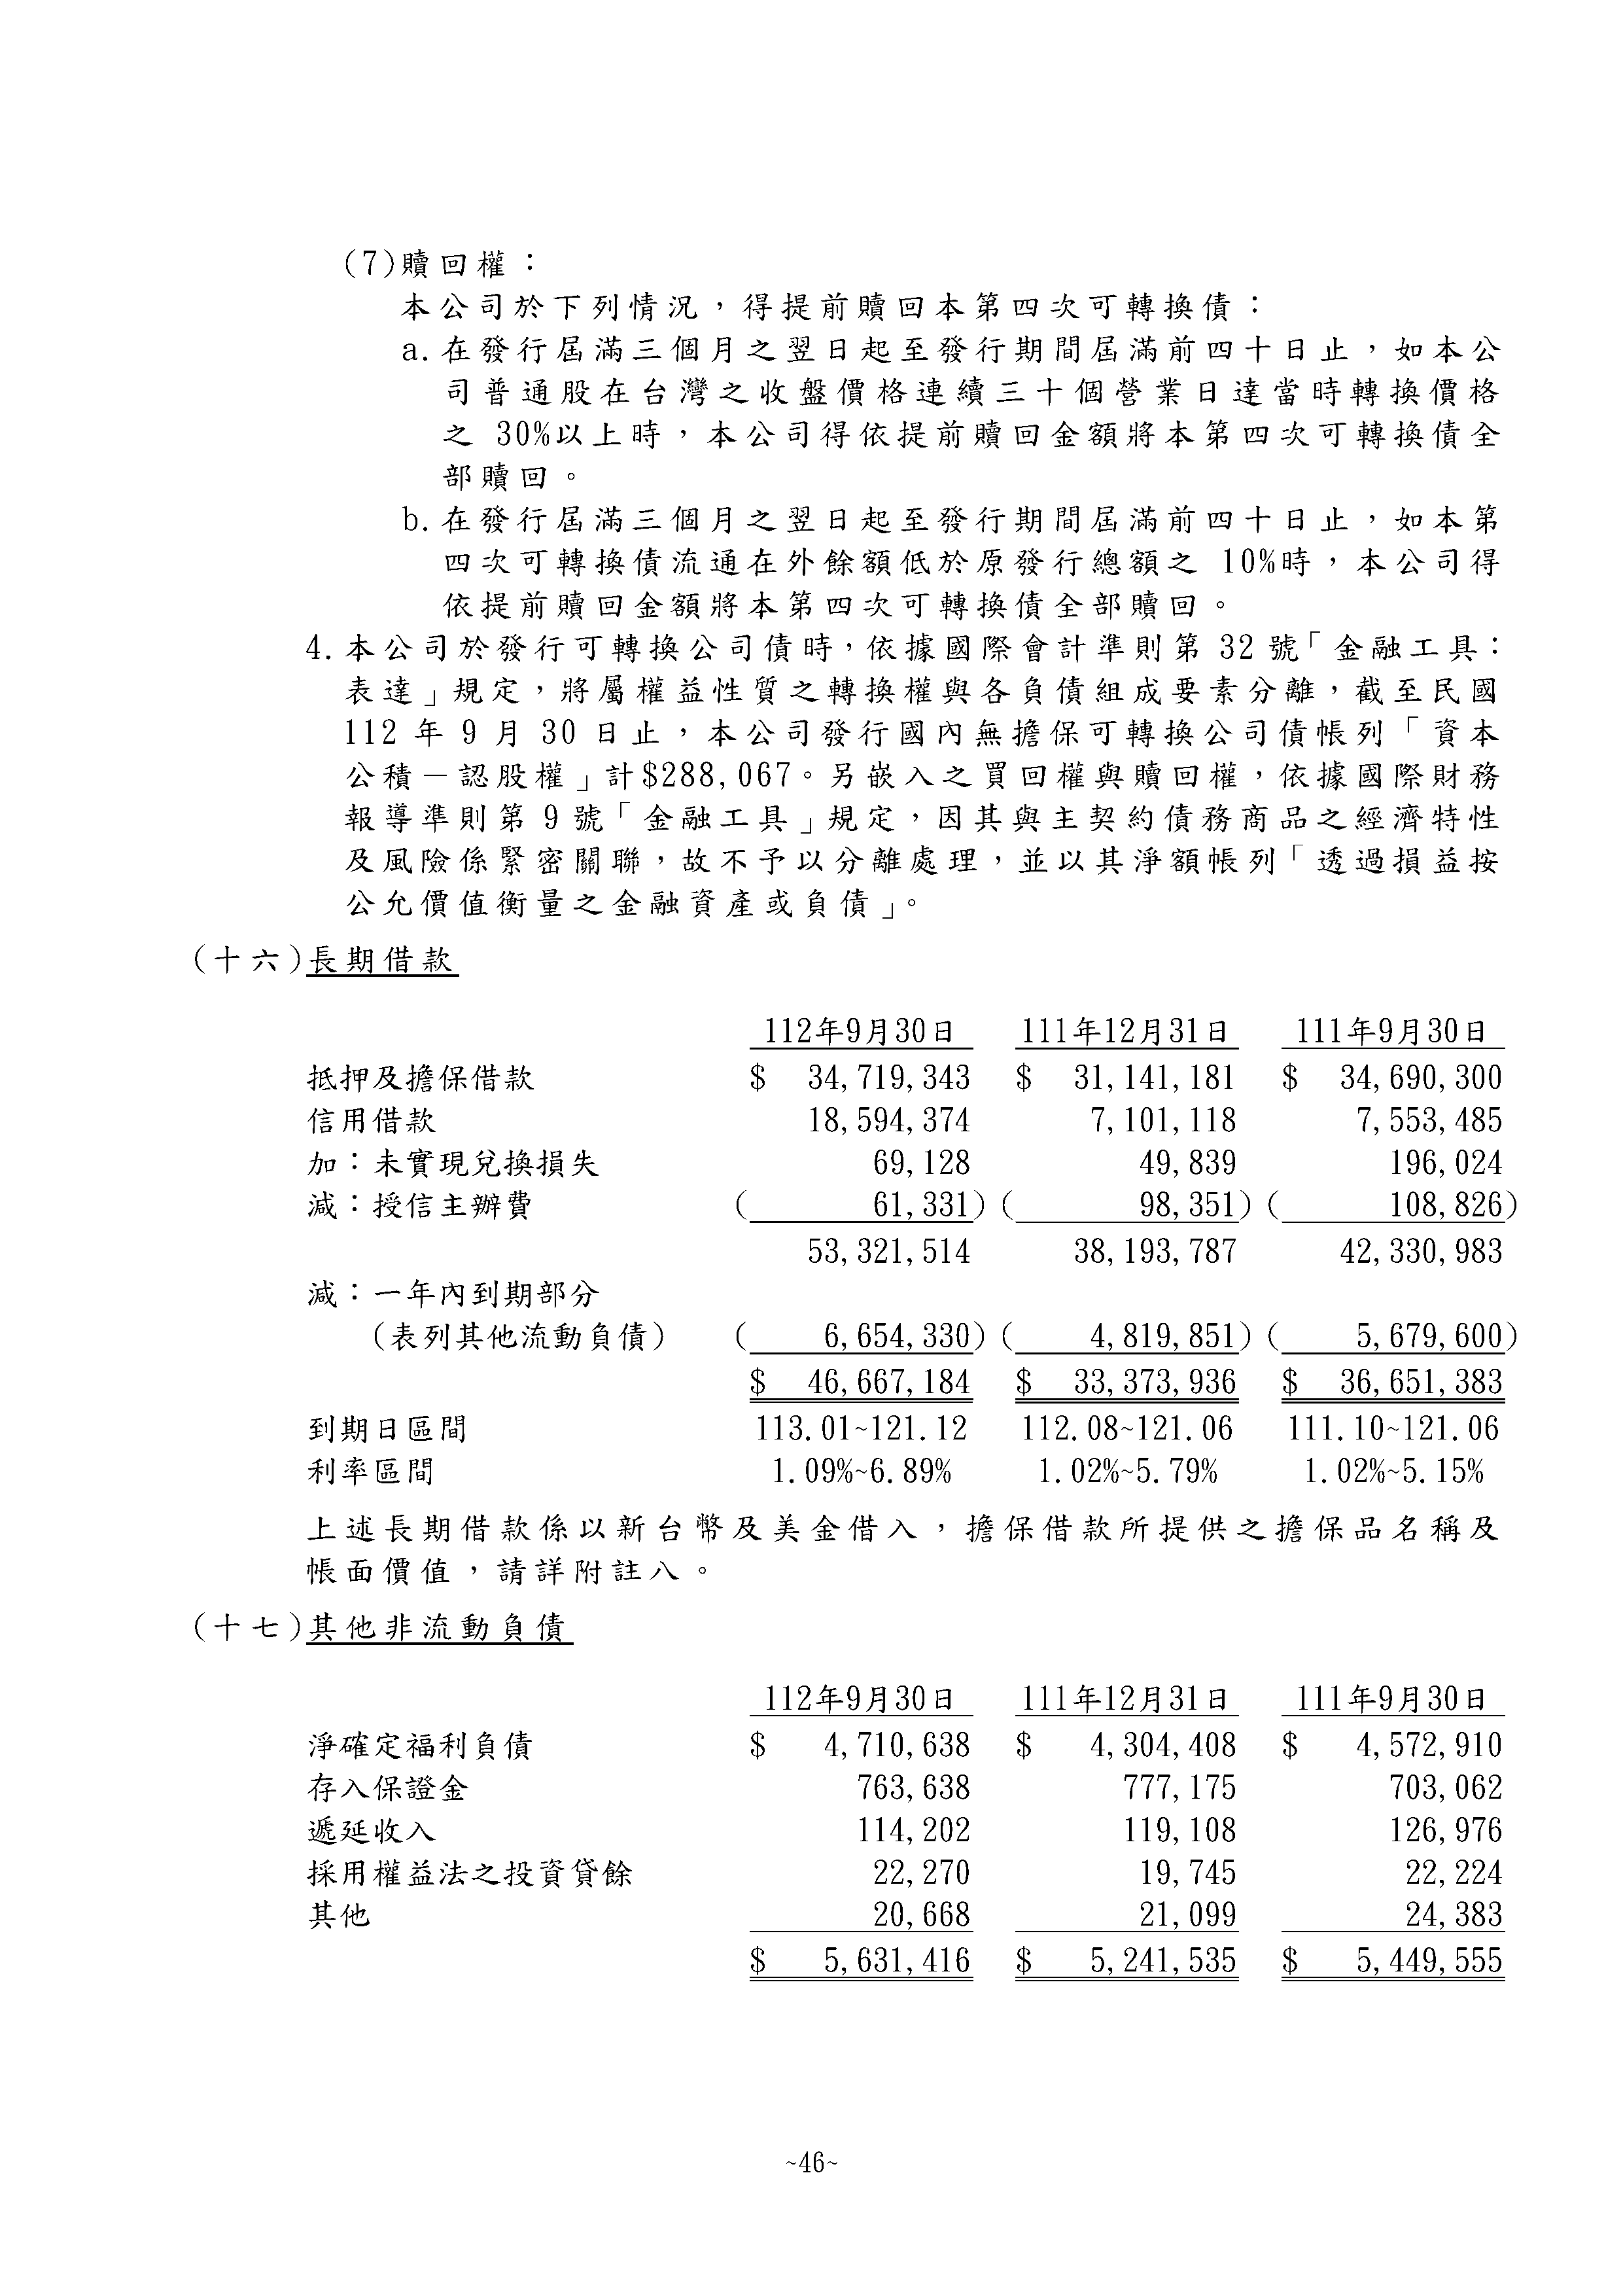 (7)贖回權：
本公司於下列情況，得提前贖回本第四次可轉換債：
a.在發行屆滿三個月之翌日起至發行期間屆滿前四十日止，如本公
司普通股在台灣之收盤價格連續三十個營業日達當時轉換價格
之 30%以上時，本公司得依提前贖回金額將本第四次可轉換債全
部贖回。
b.在發行屆滿三個月之翌日起至發行期間屆滿前四十日止，如本第
四次可轉換債流通在外餘額低於原發行總額之 10%時，本公司得
依提前贖回金額將本第四次可轉換債全部贖回。
4.本公司於發行可轉換公司債時，依據國際會計準則第 32 號「金融工具：
表達」規定，將屬權益性質之轉換權與各負債組成要素分離，截至民國
112 年 9 月 30 日止，本公司發行國內無擔保可轉換公司債帳列「資本
公積－認股權」計$288,067。另嵌入之買回權與贖回權，依據國際財務
報導準則第 9 號「金融工具」規定，因其與主契約債務商品之經濟特性
及風險係緊密關聯，故不予以分離處理，並以其淨額帳列「透過損益按
公允價值衡量之金融資產或負債」。
(十六)長期借款
112年9月30日 111年12月31日 111年9月30日
抵押及擔保借款 $ 34,719,343 $ 31,141,181 $ 34,690,300
信用借款 18,594,374 7,101,118 7,553,485
加：未實現兌換損失 69,128 49,839 196,024
減：授信主辦費 ( 61,331) ( 98,351) ( 108,826)
53,321,514 38,193,787 42,330,983
減：一年內到期部分
(表列其他流動負債) ( 6,654,330) ( 4,819,851) ( 5,679,600)
$ 46,667,184 $ 33,373,936 $ 36,651,383
到期日區間 113.01~121.12 112.08~121.06 111.10~121.06
利率區間 1.09%~6.89% 1.02%~5.79% 1.02%~5.15%
上述長期借款係以新台幣及美金借入，擔保借款所提供之擔保品名稱及
帳面價值，請詳附註八。
(十七)其他非流動負債
112年9月30日 111年12月31日 111年9月30日
淨確定福利負債 $ 4,710,638 $ 4,304,408 $ 4,572,910
存入保證金 763,638 777,175 703,062
遞延收入 114,202 119,108 126,976
採用權益法之投資貸餘 22,270 19,745 22,224
其他 20,668 21,099 24,383
$ 5,631,416 $ 5,241,535 $ 5,449,555
~46~